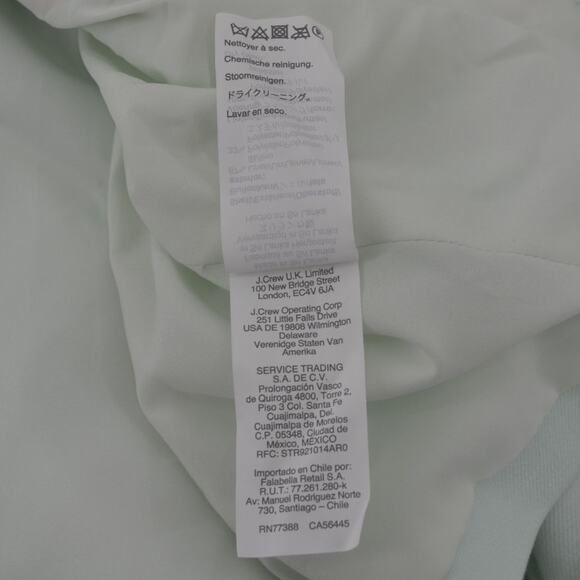 Nettoyer à sec.
Chemische reinigung.
Stoomreinigen.
ドライクリーニング。
Lavar en seco.
J.Crew U.K. Limited
100 New Bridge Street
London, EC4V 6JA
J.Crew Operating Corp
251 Little Falls Drive
USA DE 19808 Wilmington
Delaware
Verenidge Staten Van
Amerika
SERVICE TRADING
S.A. DE C.V.
Prolongación Vasco
de Quiroga 4800, Torre 2,
Piso 3 Col. Santa Fe
Cuajimalpa, Del.
Cuajimalpa de Morelos
C.P. 05348, Ciudad de
México, MÉXICO
RFC: STR921014AR0
Importado en Chile por:
Falabella Retail S.A.
R.U.T.: 77.261.280-k
Av: Manuel Rodriguez Norte
730, Santiago – Chile
RN77388 CA56445